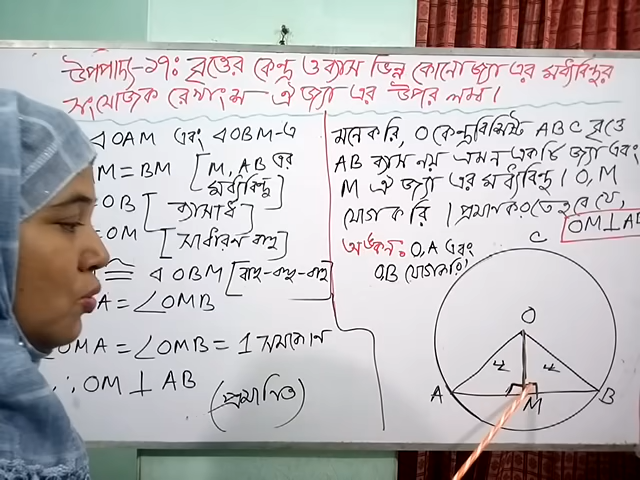 উপপাদ্য-১৭: বৃত্তের কেন্দ্র ও ব্যাস ভিন্ন কোনো জ্যা এর মধ্যবিন্দুর
সংযোজক রেখাংশ ঐ জ্যা এর উপর লম্ব।
△OAM এবং △OBM-এ
M = BM [M, AB এর
মধ্যবিন্দু]
OB [ব্যাসার্ধ]
=OM [সাধারণ বাহু]
≅ △OBM [বাহু-বাহু-বাহু]
A = ∠OMB
OMA = ∠OMB = 1 সমকোণ
∴ OM ⊥ AB
(প্রমাণিত)
মনে করি, O কেন্দ্রবিশিষ্ট ABC বৃত্তে
AB ব্যাস নয় এমন একটি জ্যা এবং
M ঐ জ্যা এর মধ্যবিন্দু। O, M
যোগ করি। প্রমাণ করতে হবে যে,
OM⊥AB
অঙ্কন: O, A এবং
O,B যোগ করি।
C
O
A
M
B